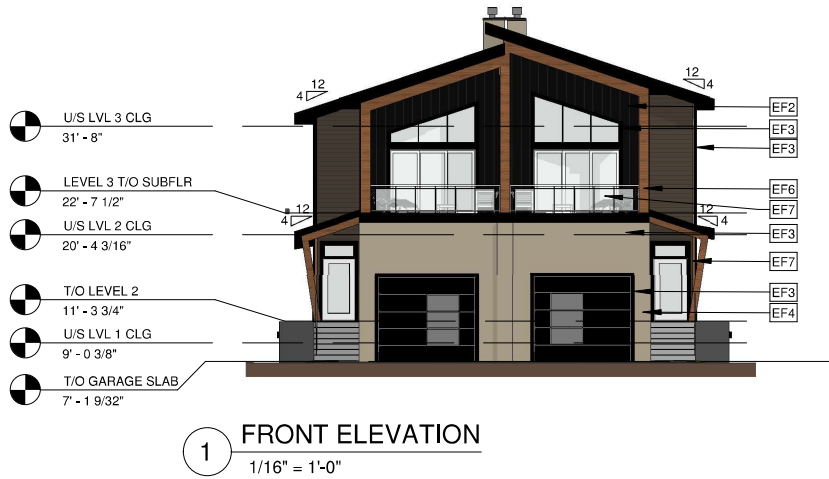 12
4
12
4
U/S LVL 3 CLG
31' - 8"
LEVEL 3 T/O SUBFLR
22' - 7 1/2"
U/S LVL 2 CLG
20' - 4 3/16"
12
4
12
4
T/O LEVEL 2
11' - 3 3/4"
U/S LVL 1 CLG
9' - 0 3/8"
T/O GARAGE SLAB
7' - 1 9/32"
EF2
EF3
EF3
EF6
EF7
EF3
EF7
EF3
EF4
1
FRONT ELEVATION
1/16" = 1'-0"